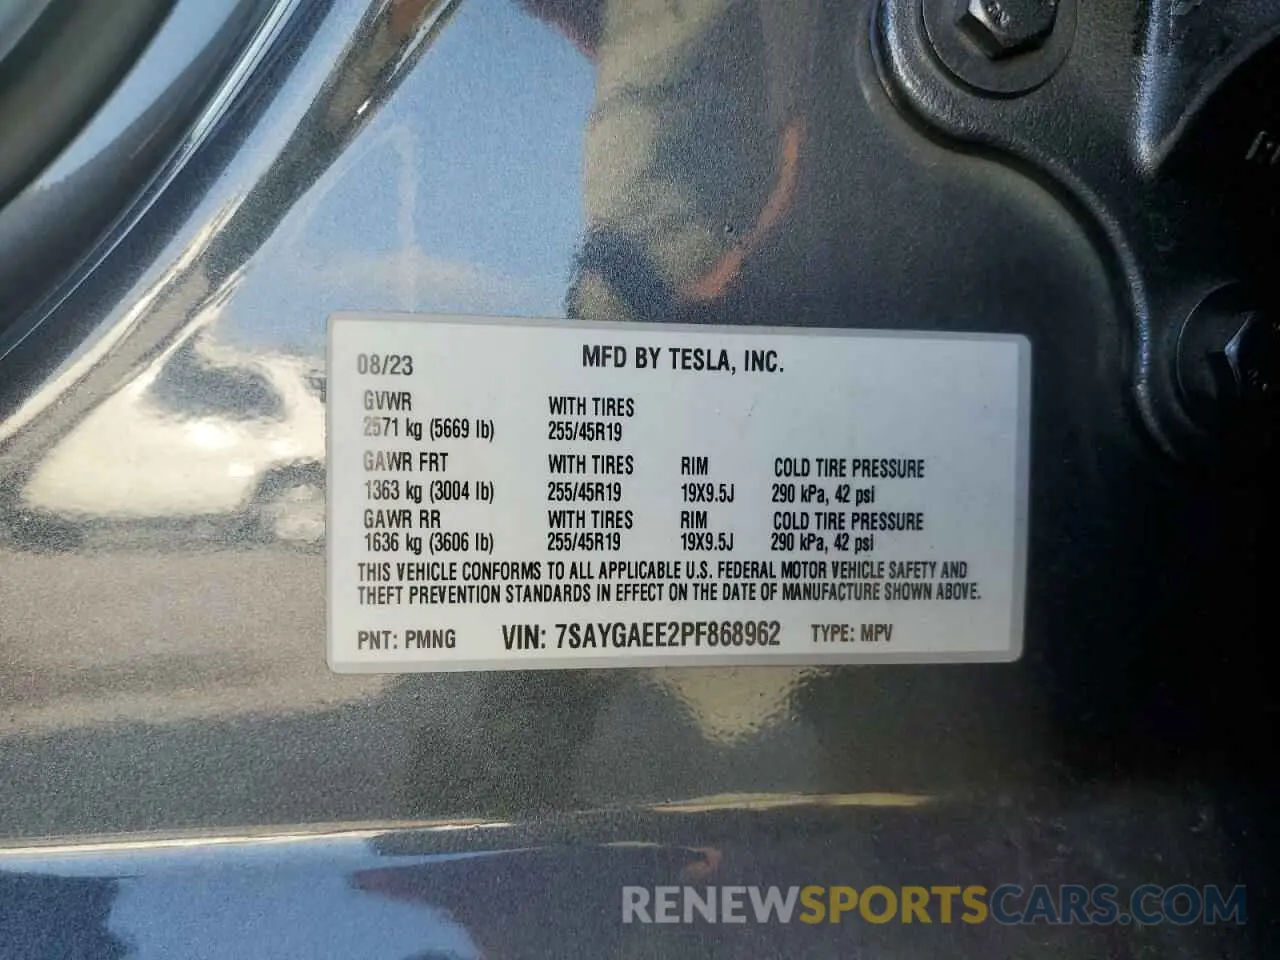 08/23 MFD BY TESLA, INC.
GVWR WITH TIRES
2571 kg (5669 lb) 255/45R19
GAWR FRT WITH TIRES RIM COLD TIRE PRESSURE
1363 kg (3004 lb) 255/45R19 19X9.5J 290 kPa, 42 psi
GAWR RR WITH TIRES RIM COLD TIRE PRESSURE
1636 kg (3606 lb) 255/45R19 19X9.5J 290 kPa, 42 psi
THIS VEHICLE CONFORMS TO ALL APPLICABLE U.S. FEDERAL MOTOR VEHICLE SAFETY AND
THEFT PREVENTION STANDARDS IN EFFECT ON THE DATE OF MANUFACTURE SHOWN ABOVE.
PNT: PMNG VIN: 7SAYGAEE2PF868962 TYPE: MPV
RENEWSPORTSCARS.COM